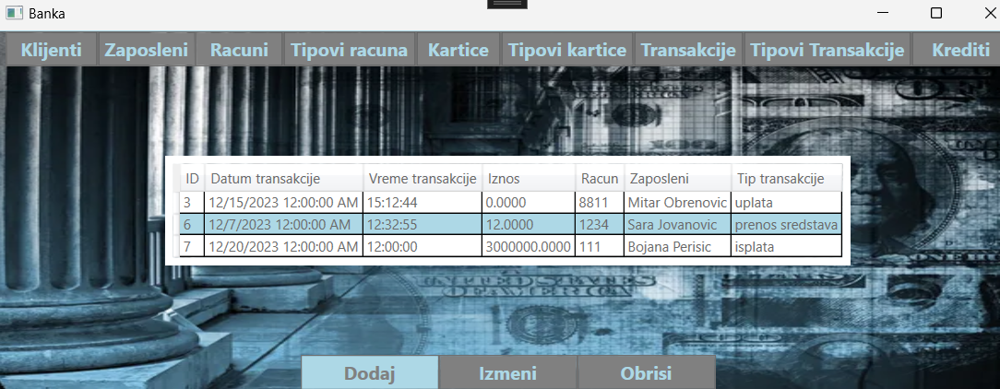 Banka
Klijenti Zaposleni Racuni Tipovi racuna Kartice Tipovi kartice Transakcije Tipovi Transakcije Krediti
ID Datum transakcije Vreme transakcije Iznos Racun Zaposleni Tip transakcije
3 12/15/2023 12:00:00 AM 15:12:44 0.0000 8811 Mitar Obrenovic uplata
6 12/7/2023 12:00:00 AM 12:32:55 12.0000 1234 Sara Jovanovic prenos sredstava
7 12/20/2023 12:00:00 AM 12:00:00 3000000.0000 111 Bojana Perisic isplata
UNITED STATES
OF AMERICA
Dodaj Izmeni Obrisi